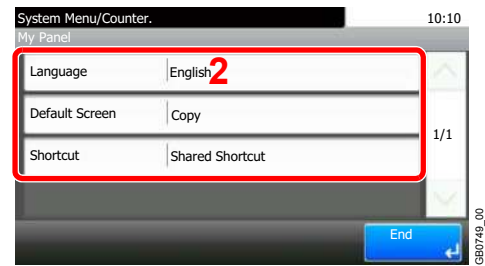 System Menu/Counter. 10:10
My Panel
Language English 2
Default Screen Copy
1/1
Shortcut Shared Shortcut
End
GB0749_00